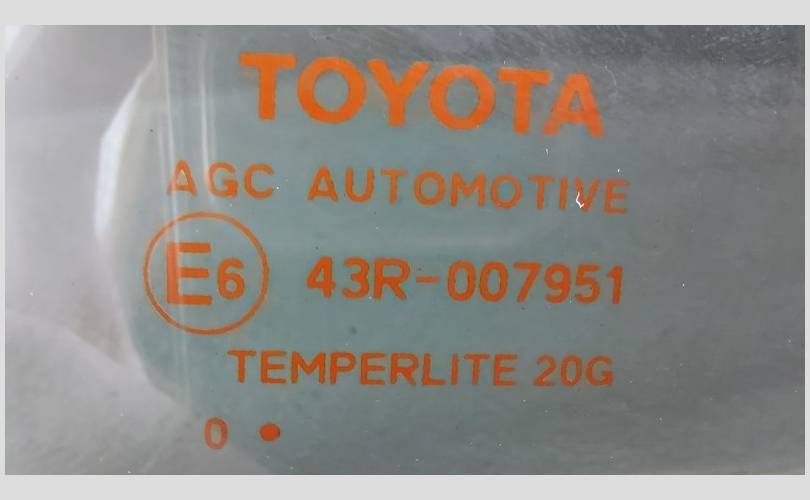 TOYOTA
AGC AUTOMOTIVE
E6 43R-007951
TEMPERLITE 20G
0 •